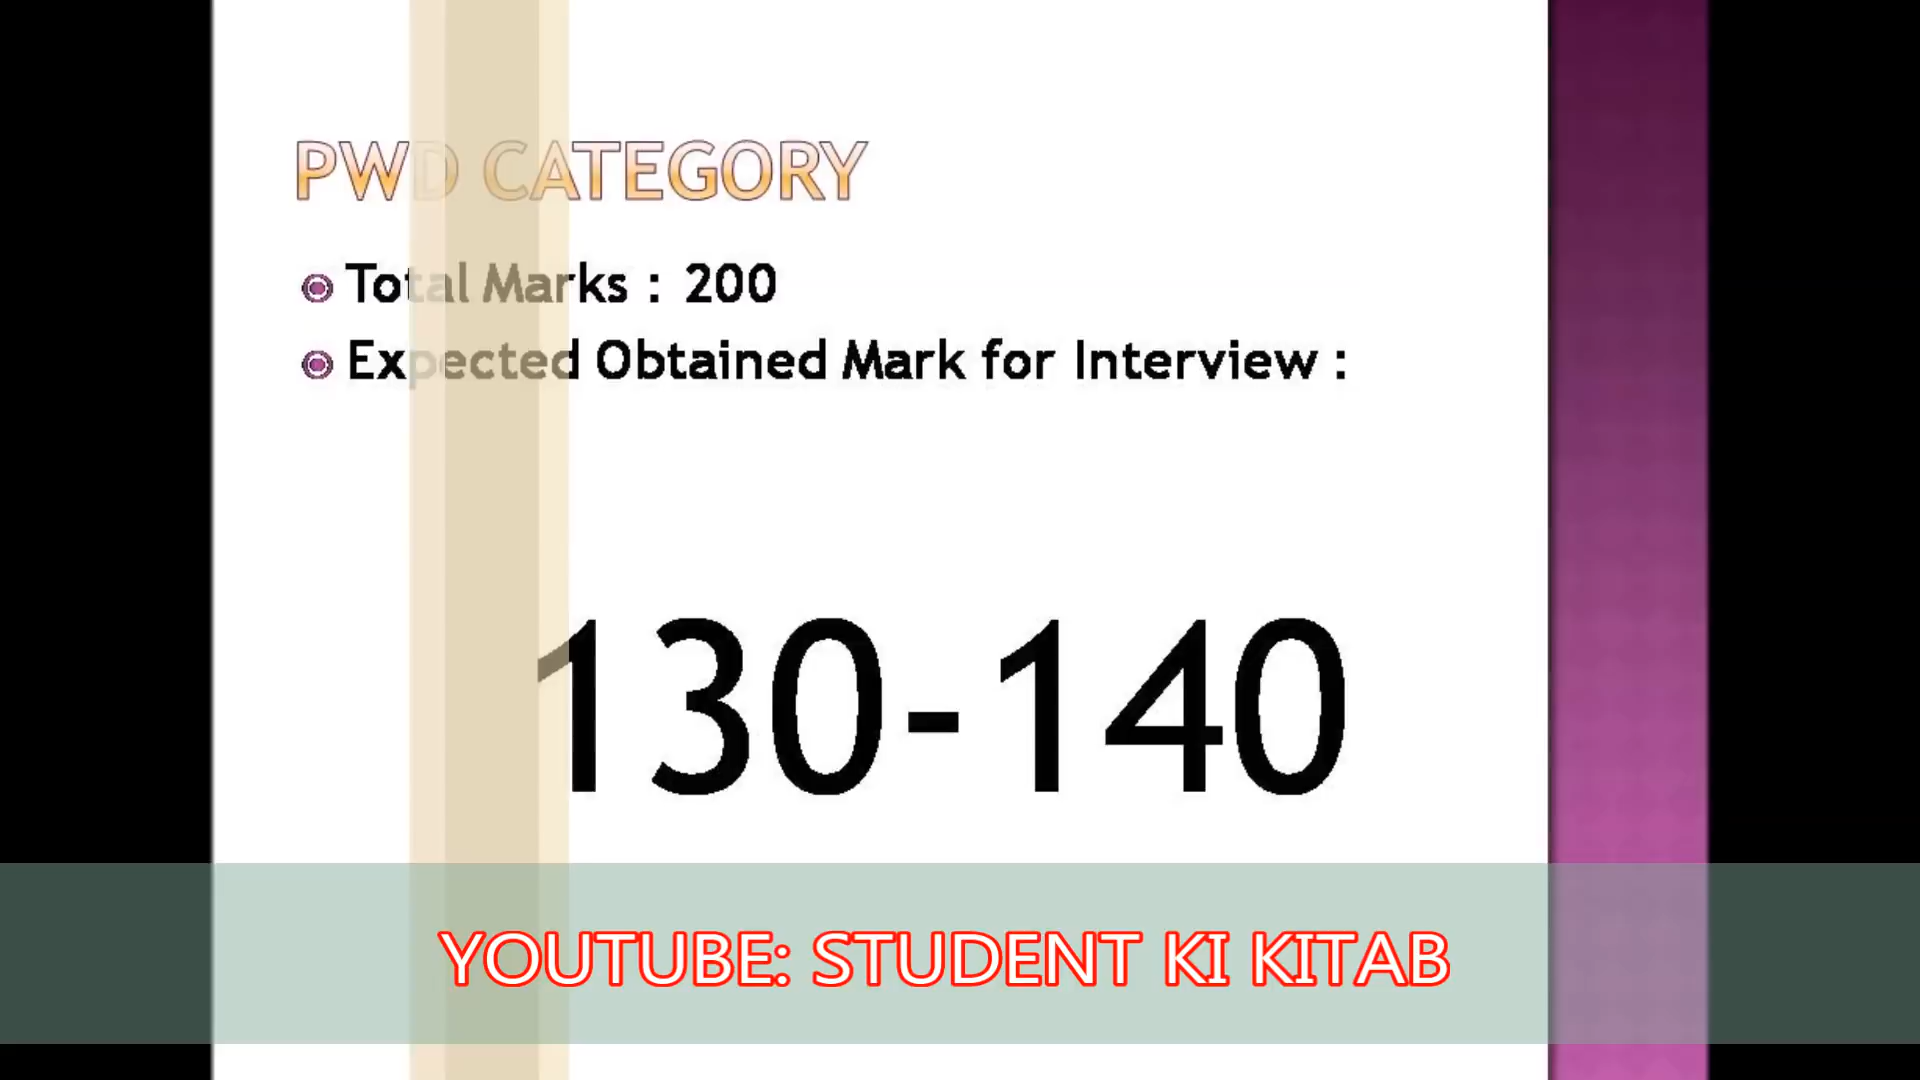 PWD CATEGORY
Total Marks : 200
Expected Obtained Mark for Interview :
130-140
YOUTUBE: STUDENT KI KITAB